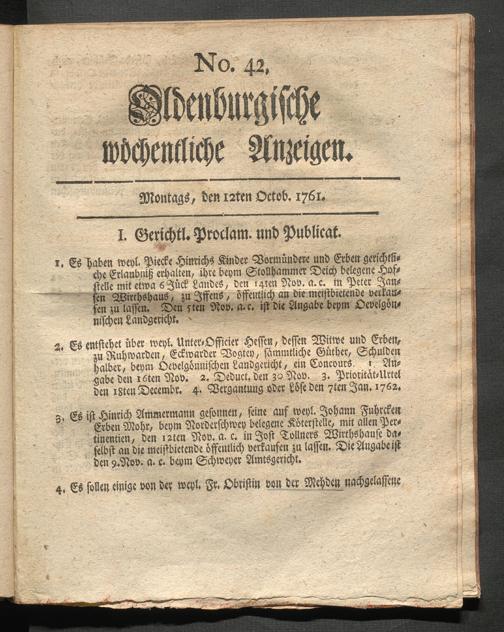 No. 42.
Oldenburgische
wöchentliche Anzeigen.
Montags, den 12ten Octob. 1761.
I. Gerichtl. Proclam. und Publicat.
1. Es haben weyl. Piecke Hinrichs Kinder Vormündere und Erben gerichtli-
che Erlaubniß erhalten, ihre beym Stollhammer Deich belegene Hof-
stelle mit etwa 6 Jück Landes, den 14ten Nov. a. c. in Peter Jan-
sen Wirthshaus, zu Iffens, öffentlich an die meistbietende verkau-
fen zu lassen. Den 5ten Nov. a. c. ist die Angabe beym Oevelgön-
nischen Landgericht.
2. Es entstehet über weyl. Unter-Officier Hessen, dessen Witwe und Erben,
zu Ruhwarden, Eckwarder Vogtey, sämmtliche Güther, Schulden
halber, beym Oevelgönnischen Landgericht, ein Concurs. 1 An-
gabe den 16ten Nov. 2. Deduct. den 30 Nov. 3. Priorität-Urtel
den 18ten Decembr. 4. Vergantung oder Löse den 7ten Jan. 1762.
3. Es ist Hinrich Ammermann gesonnen, seine auf weyl. Johann Fuhrcken
Erben Mohr, beym Norderschwey belegene Köterstelle, mit allen Per-
tinentien, den 12ten Nov. a. c. in Jost Tollners Wirthshause da-
selbst an die meistbietende öffentlich verkaufen zu lassen. Die Angabe ist
den 9. Nov. a. c. beym Schweyer Amtsgericht.
4. Es sollen einige von der weyl. Fr. Obristin von der Mehden nachgelassene